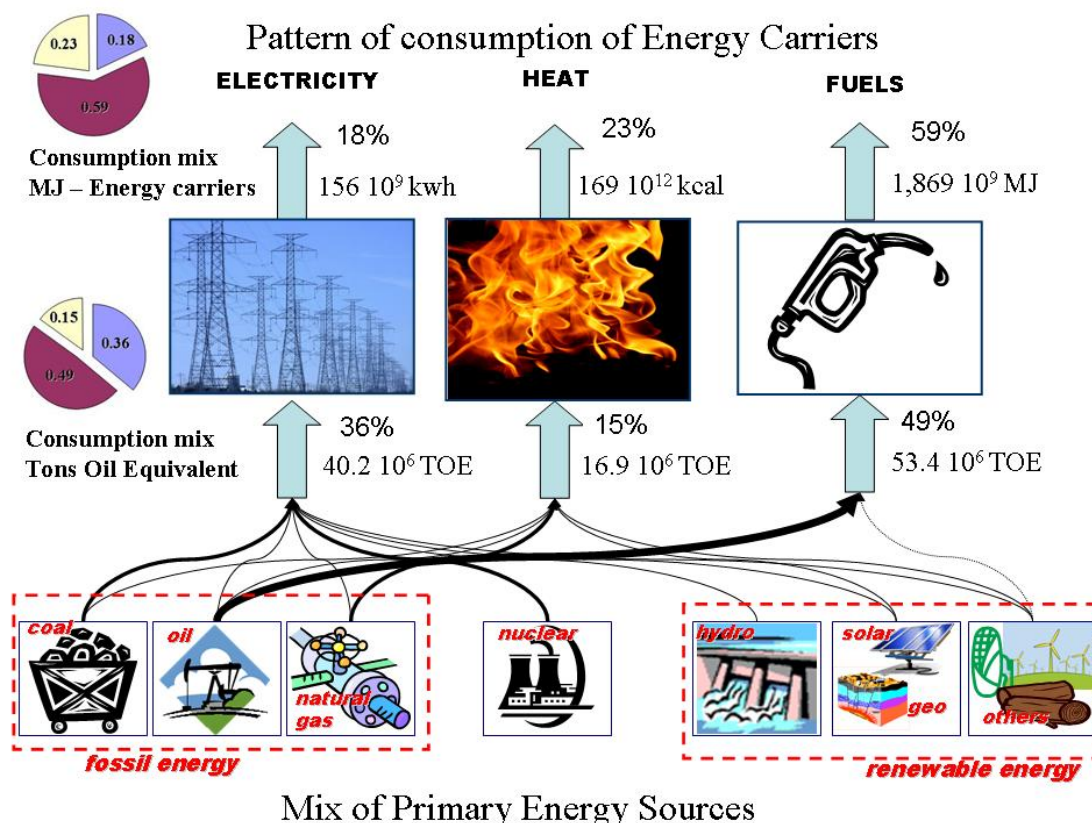 Pattern of consumption of Energy Carriers
0.23
0.18
0.59
ELECTRICITY
HEAT
FUELS
18%
23%
59%
Consumption mix
MJ – Energy carriers
156 10⁹ kwh
169 10¹² kcal
1,869 10⁹ MJ
0.15
0.36
0.49
36%
15%
49%
Consumption mix
Tons Oil Equivalent
40.2 10⁶ TOE
16.9 10⁶ TOE
53.4 10⁶ TOE
coal
oil
natural
gas
nuclear
hydro
solar
geo
others
fossil energy
renewable energy
Mix of Primary Energy Sources